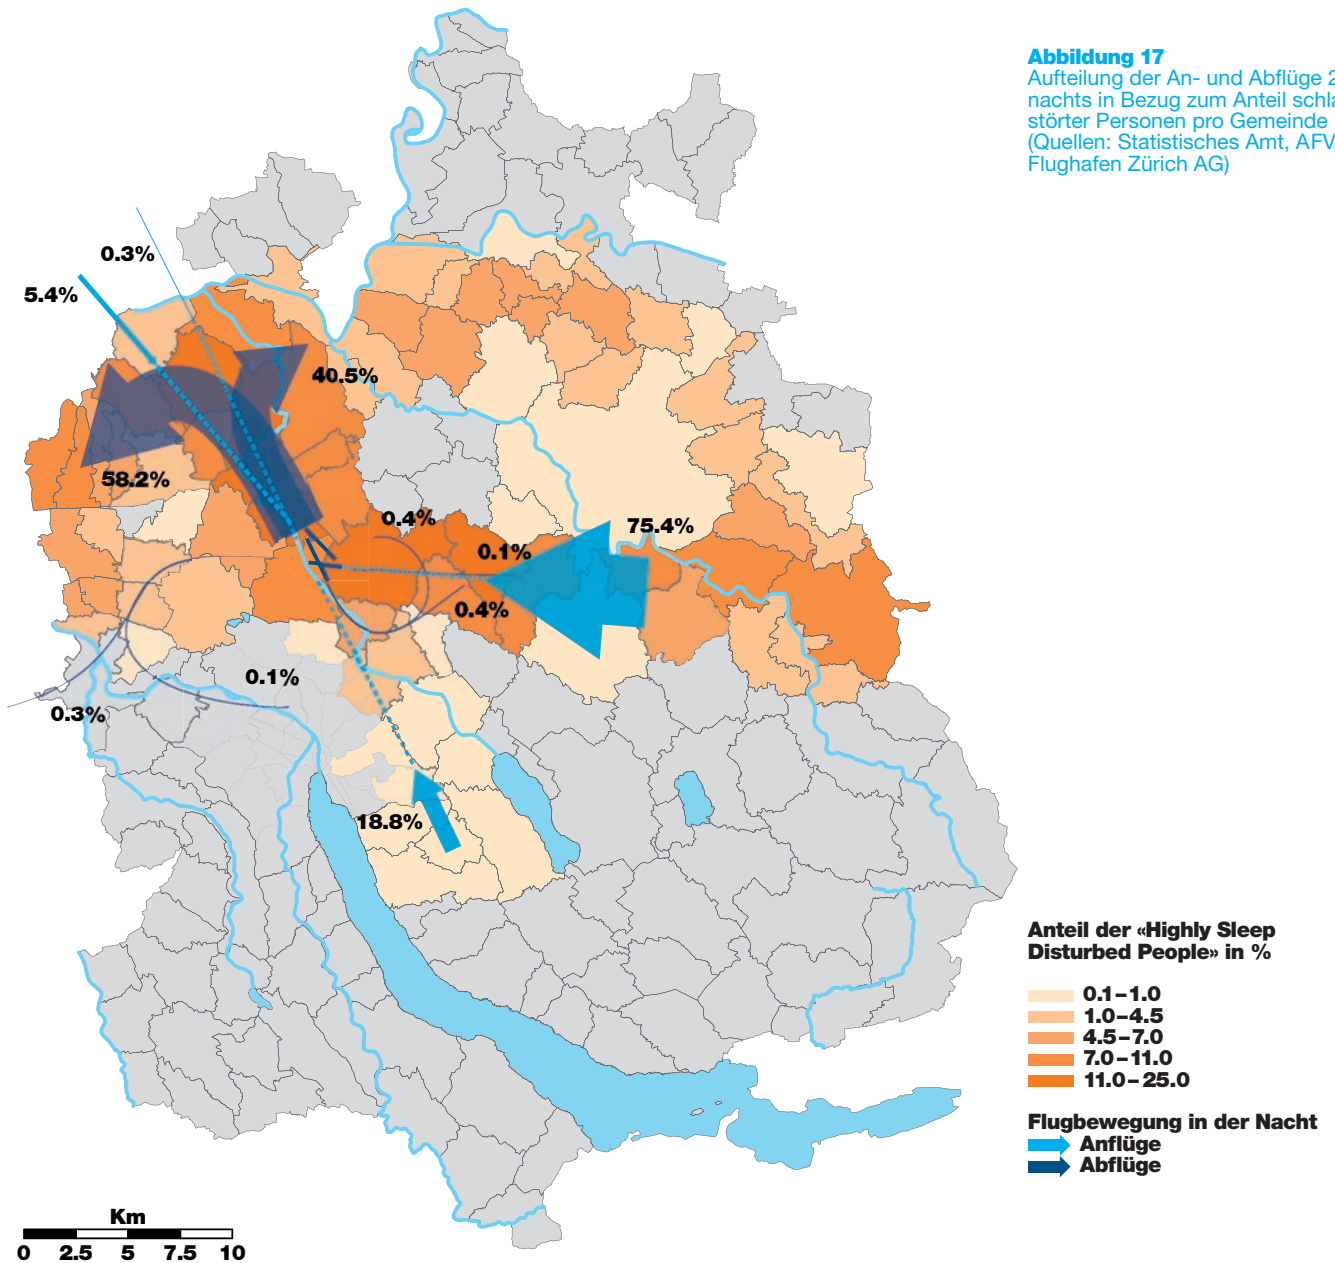 Abbildung 17
Aufteilung der An- und Abflüge
nachts in Bezug zum Anteil
störter Personen pro Gemeinde
(Quellen: Statistisches Amt, AFV,
Flughafen Zürich AG)
0.3%
5.4%
40.5%
58.2%
0.4%
75.4%
0.1%
0.4%
0.1%
0.3%
18.8%
Anteil der «Highly Sleep
Disturbed People» in %
0.1–1.0
1.0–4.5
4.5–7.0
7.0–11.0
11.0–25.0
Flugbewegung in der Nacht
Anflüge
Abflüge
Km
0 2.5 5 7.5 10